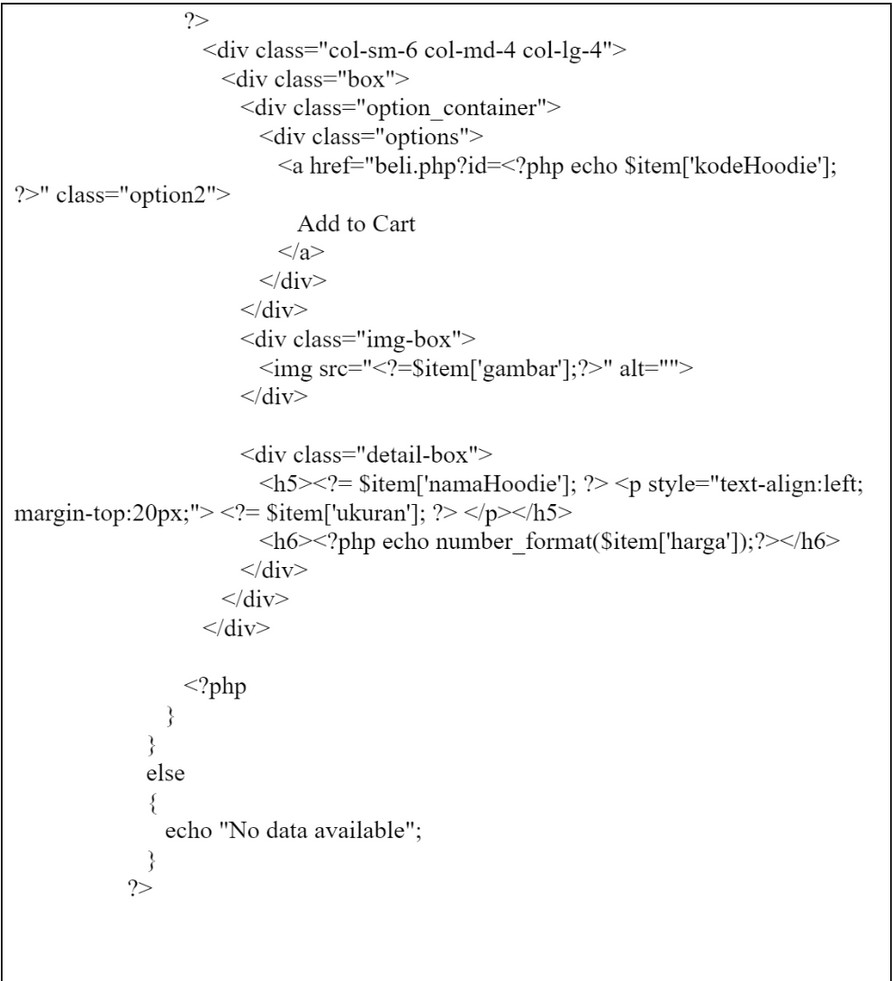 ?>
<div class="col-sm-6 col-md-4 col-lg-4">
<div class="box">
<div class="option_container">
<div class="options">
<a href="beli.php?id=<?php echo $item['kodeHoodie'];
?>" class="option2">
Add to Cart
</a>
</div>
</div>
<div class="img-box">
<img src="<?=$item['gambar'];?>" alt="">
</div>
<div class="detail-box">
<h5><?= $item['namaHoodie']; ?> <p style="text-align:left;
margin-top:20px;"> <?= $item['ukuran']; ?> </p></h5>
<h6><?php echo number_format($item['harga']);?></h6>
</div>
</div>
</div>
<?php
}
}
else
{
echo "No data available";
}
?>